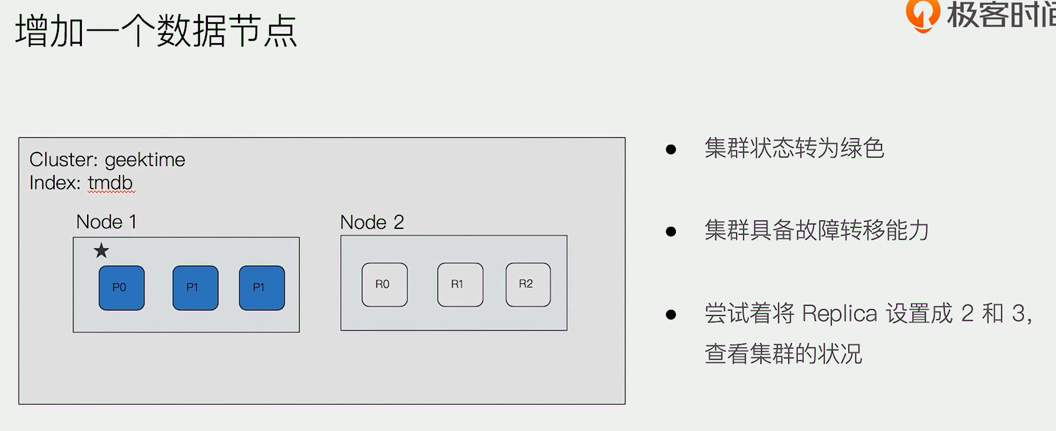 增加一个数据节点
极客时间
Cluster: geektime
Index: tmdb
Node 1
Node 2
P0
P1
P1
R0
R1
R2
集群状态转为绿色
集群具备故障转移能力
尝试着将 Replica 设置成 2 和 3，
查看集群的状况